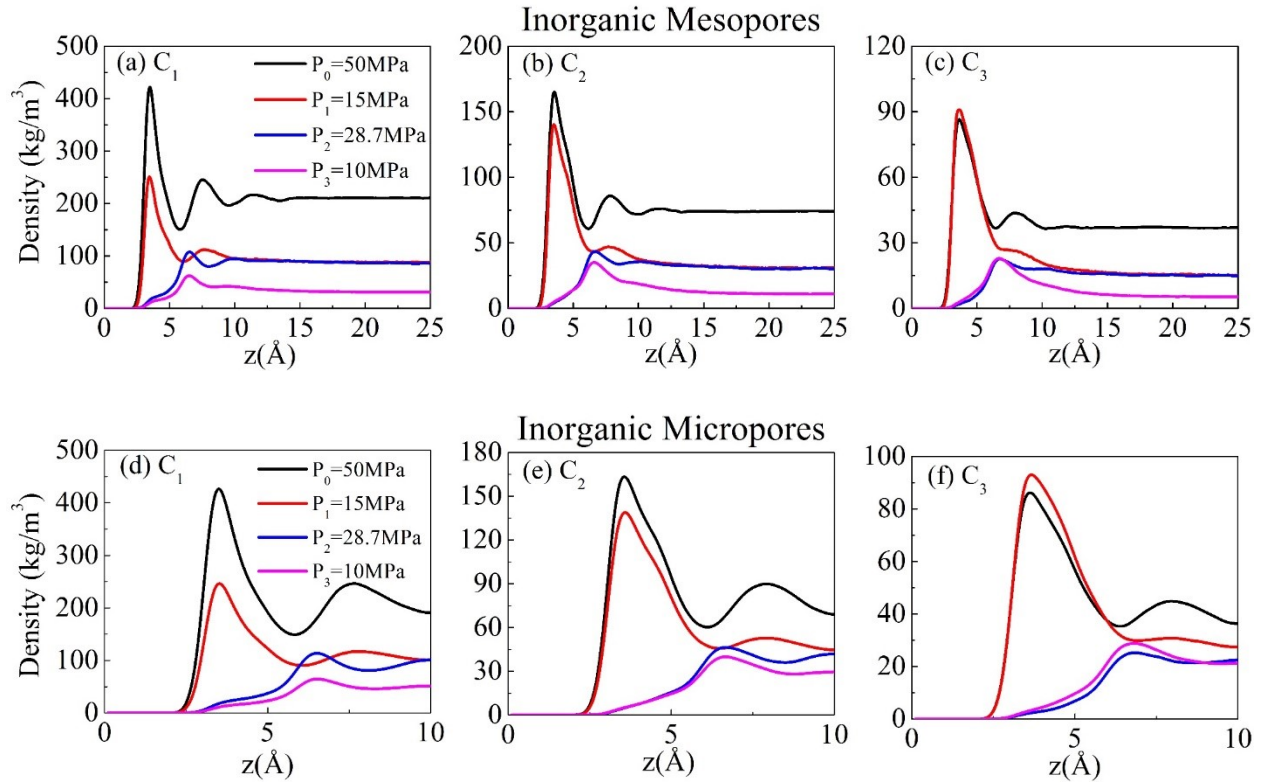 Inorganic Mesopores
(a) C₁
P₀=50MPa
P₁=15MPa
P₂=28.7MPa
P₃=10MPa
Density (kg/m³)
500
400
300
200
100
0
0 5 10 15 20 25
z(Å)
(b) C₂
200
150
100
50
0
0 5 10 15 20 25
z(Å)
(c) C₃
120
90
60
30
0
0 5 10 15 20 25
z(Å)
Inorganic Micropores
(d) C₁
P₀=50MPa
P₁=15MPa
P₂=28.7MPa
P₃=10MPa
Density (kg/m³)
500
400
300
200
100
0
0 5 10
z(Å)
(e) C₂
180
150
120
90
60
30
0
0 5 10
z(Å)
(f) C₃
100
80
60
40
20
0
0 5 10
z(Å)